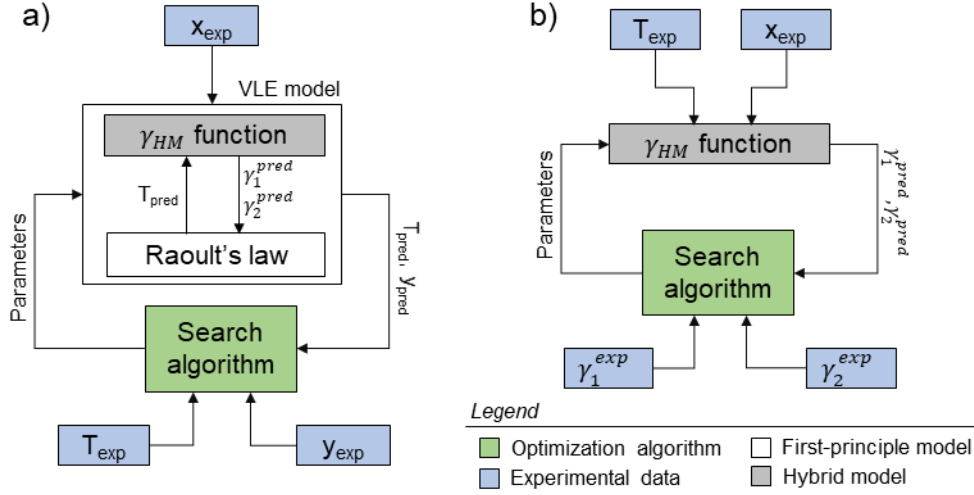 a)
x_exp
VLE model
γ_HM function
T_pred
γ_1^pred
γ_2^pred
Raoult's law
Parameters
T_pred, y_pred
Search
algorithm
T_exp
y_exp
b)
T_exp
x_exp
γ_HM function
Parameters
γ_1^pred, γ_2^pred
Search
algorithm
γ_1^exp
γ_2^exp
Legend
Optimization algorithm
First-principle model
Experimental data
Hybrid model